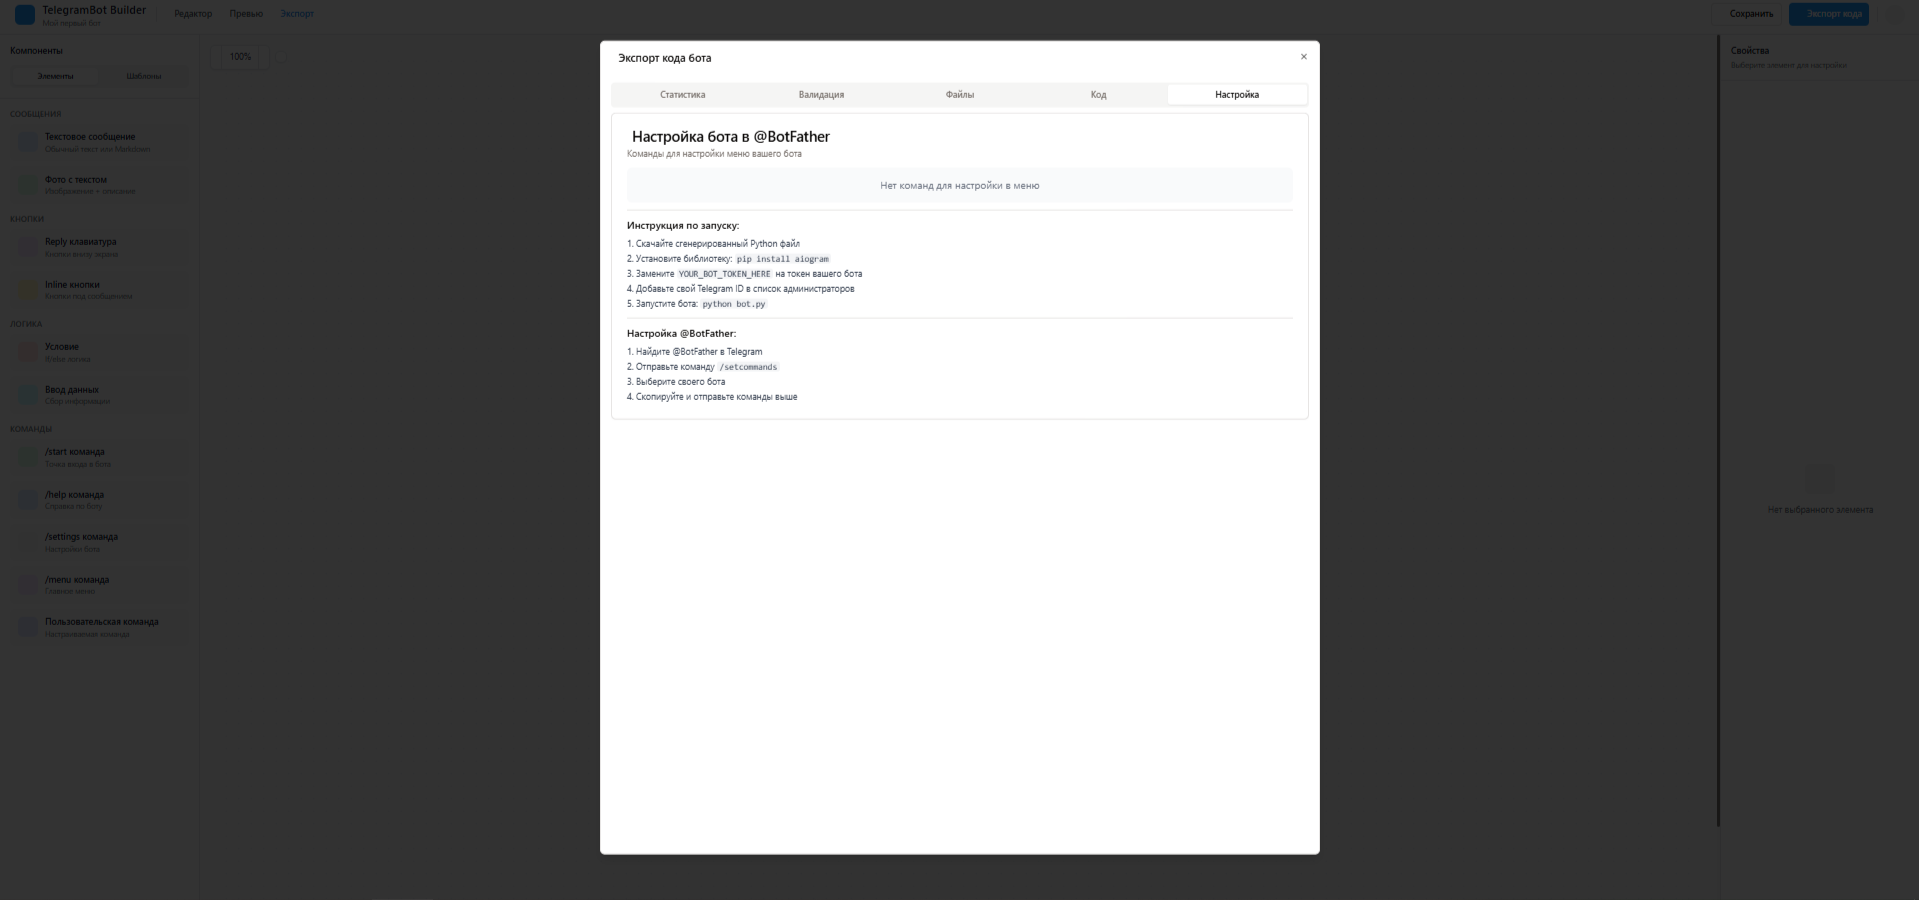 TelegramBot Builder
Мой первый бот
Редактор
Превью
Экспорт
Сохранить
Экспорт кода
Компоненты
Элементы
Шаблоны
100%
СООБЩЕНИЯ
Текстовое сообщение
Обычный текст или Markdown
Фото с текстом
Изображение + описание
КНОПКИ
Reply клавиатура
Кнопки внизу экрана
Inline кнопки
Кнопки под сообщением
ЛОГИКА
Условие
If/else логика
Ввод данных
Сбор информации
КОМАНДЫ
/start команда
Точка входа в бота
/help команда
Справка по боту
/settings команда
Настройки бота
/menu команда
Главное меню
Пользовательская команда
Настраиваемая команда
Экспорт кода бота
×
Статистика
Валидация
Файлы
Код
Настройка
Настройка бота в @BotFather
Команды для настройки меню вашего бота
Нет команд для настройки в меню
Инструкция по запуску:
1. Скачайте сгенерированный Python файл
2. Установите библиотеку: pip install aiogram
3. Замените YOUR_BOT_TOKEN_HERE на токен вашего бота
4. Добавьте свой Telegram ID в список администраторов
5. Запустите бота: python bot.py
Настройка @BotFather:
1. Найдите @BotFather в Telegram
2. Отправьте команду /setcommands
3. Выберите своего бота
4. Скопируйте и отправьте команды выше
Свойства
Выберите элемент для настройки
Нет выбранного элемента